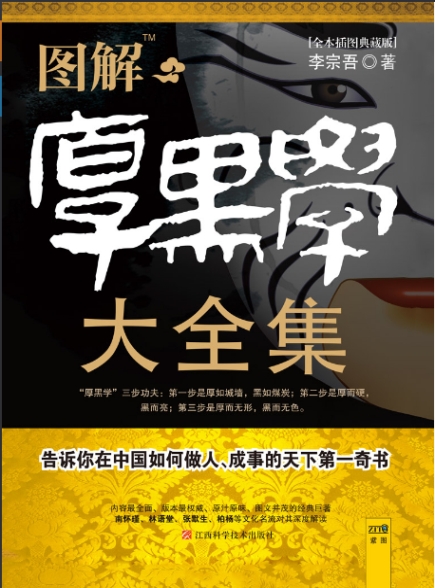 图解™
[全本插图典藏版]
李宗吾◎著
厚黑學
大全集
“厚黑学”三步功夫：第一步是厚如城墙，黑如煤炭；第二步是厚而硬，
黑而亮；第三步是厚而无形，黑而无色。
告诉你在中国如何做人、成事的天下第一奇书
内容最全面、版本最权威、原汁原味、图文并茂的经典巨著
南怀瑾、林语堂、张默生、柏杨等文化名流对其深度解读
江西科学技术出版社
紫图